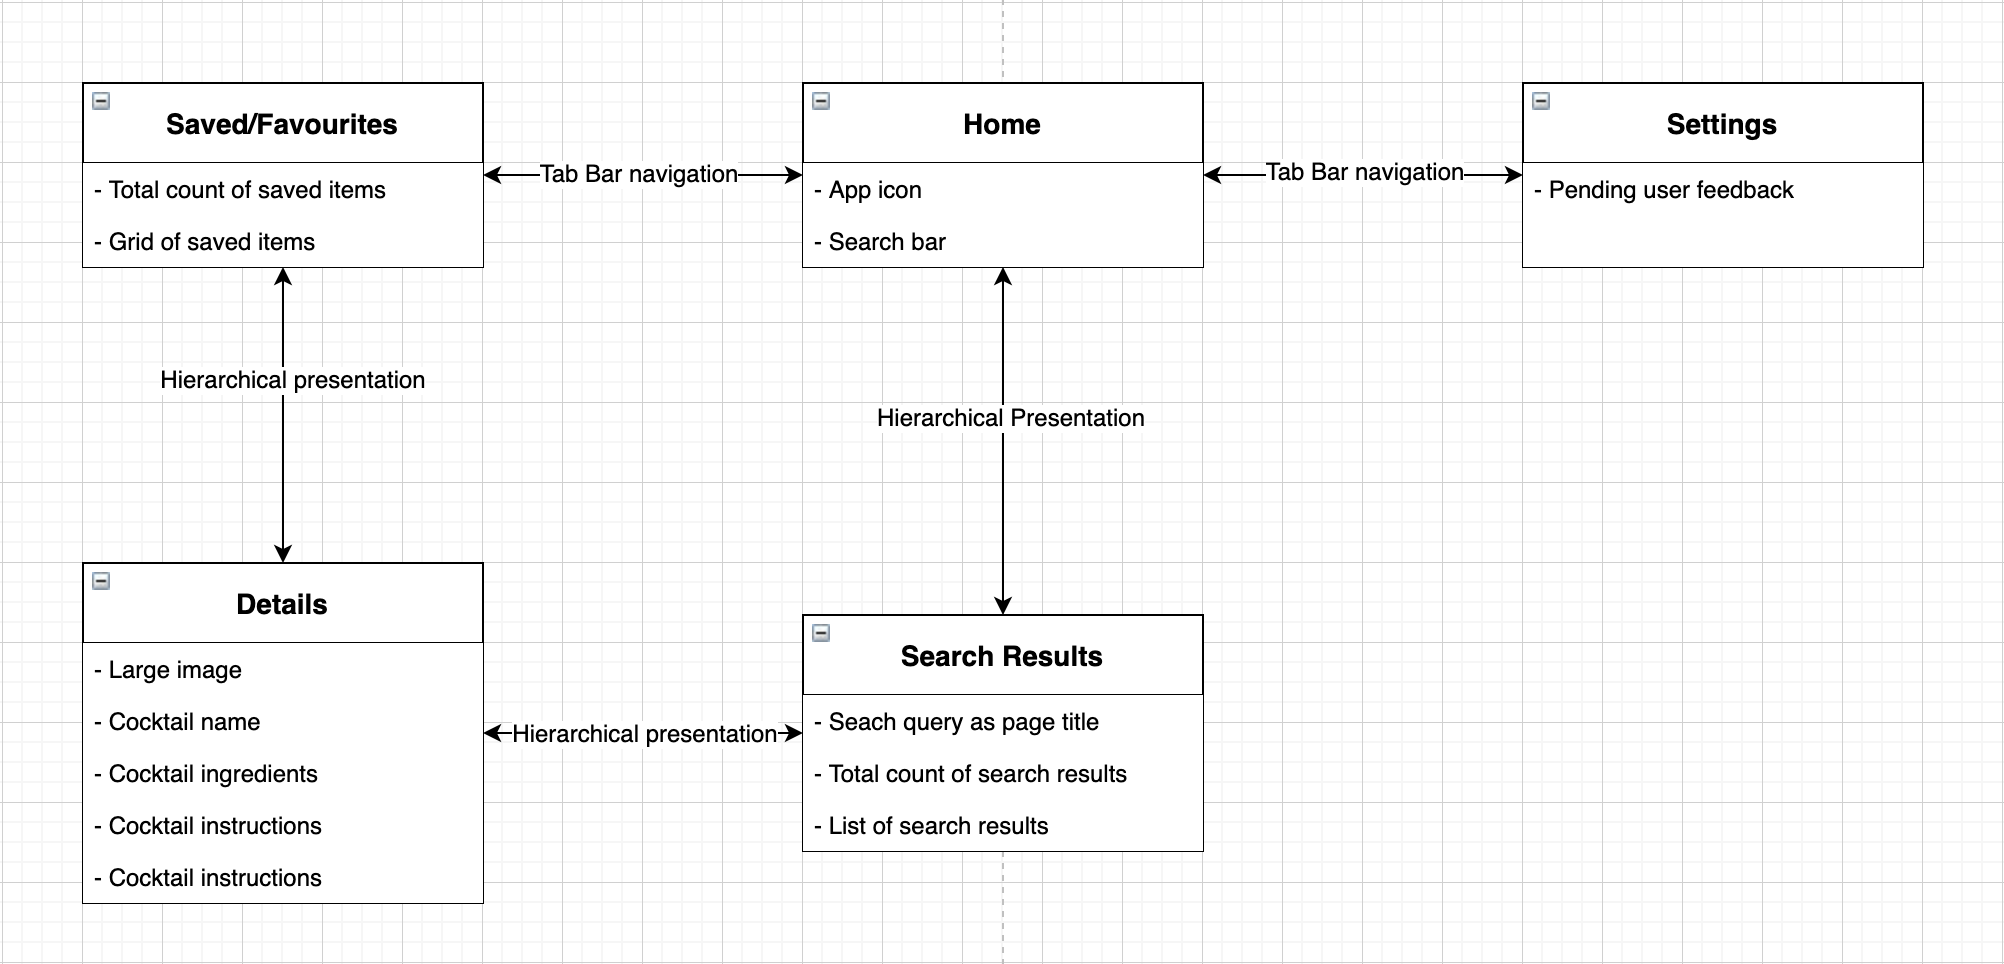 Saved/Favourites
- Total count of saved items
- Grid of saved items
Tab Bar navigation
Home
- App icon
- Search bar
Tab Bar navigation
Settings
- Pending user feedback
Hierarchical presentation
Hierarchical Presentation
Details
- Large image
- Cocktail name
- Cocktail ingredients
- Cocktail instructions
- Cocktail instructions
Hierarchical presentation
Search Results
- Seach query as page title
- Total count of search results
- List of search results